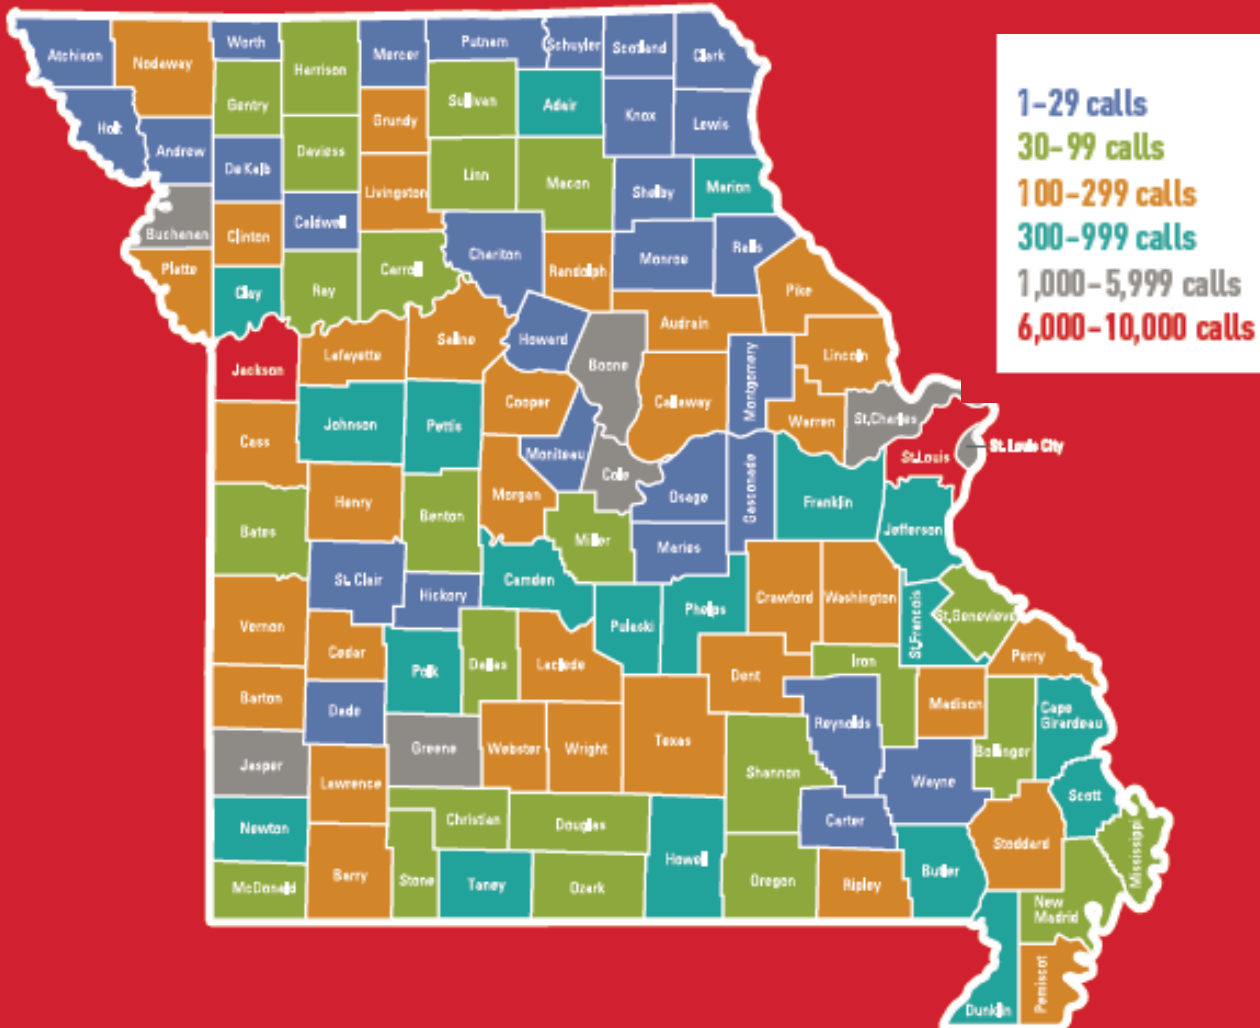 1–29 calls
30–99 calls
100–299 calls
300–999 calls
1,000–5,999 calls
6,000–10,000 calls
Atchison
Nodaway
Worth
Harrison
Mercer
Putnam
Schuyler
Scotland
Clark
Gentry
Sullivan
Adair
Knox
Lewis
Holt
Andrew
De Kalb
Daviess
Grundy
Linn
Macon
Shelby
Marion
Livingston
Buchanan
Clinton
Caldwell
Carroll
Chariton
Randolph
Monroe
Ralls
Platte
Clay
Ray
Pike
Audrain
Jackson
Lafayette
Saline
Howard
Boone
Callaway
Montgomery
Lincoln
Warren
St. Charles
St. Louis City
St. Louis
Cass
Johnson
Pettis
Cooper
Moniteau
Cole
Osage
Gasconade
Franklin
Jefferson
Bates
Henry
Benton
Morgan
Miller
Maries
St. Clair
Hickory
Camden
Pulaski
Phelps
Crawford
Washington
St. Francois
St. Genevieve
Perry
Vernon
Cedar
Polk
Dallas
Laclede
Dent
Iron
Barton
Dade
Greene
Webster
Wright
Texas
Reynolds
Madison
Bollinger
Cape
Girardeau
Jasper
Lawrence
Shannon
Wayne
Scott
Newton
Christian
Douglas
Carter
Stoddard
Mississippi
McDonald
Barry
Stone
Taney
Ozark
Howell
Oregon
Ripley
Butler
New
Madrid
Dunklin
Pemiscot